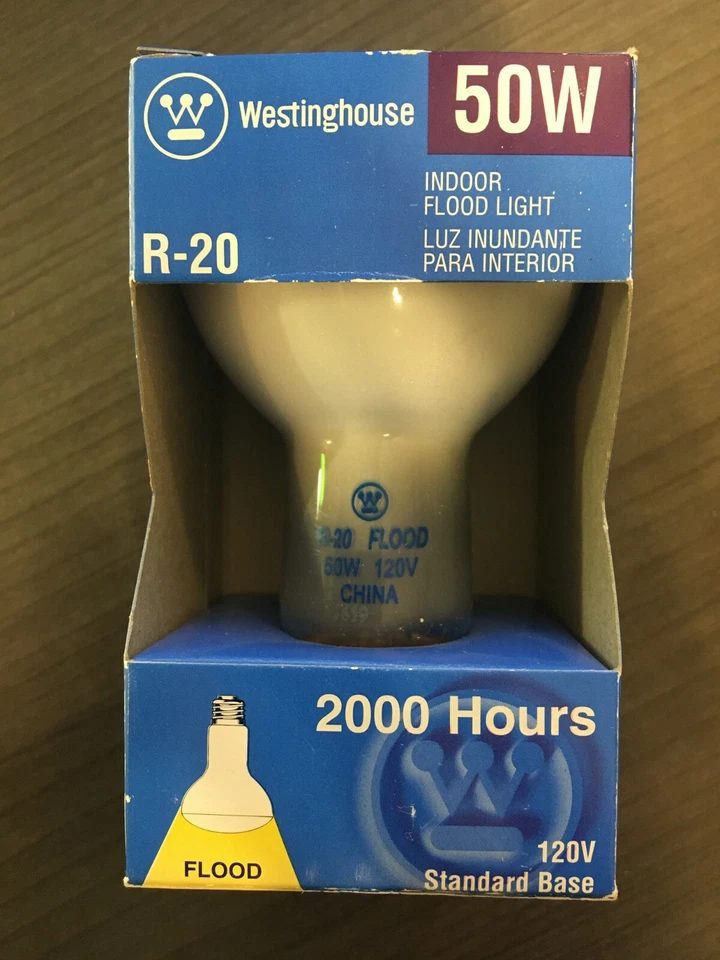 Westinghouse
50W
INDOOR
FLOOD LIGHT
LUZ INUNDANTE
PARA INTERIOR
R-20
W
R-20 FLOOD
50W 120V
CHINA
2000 Hours
FLOOD
120V
Standard Base